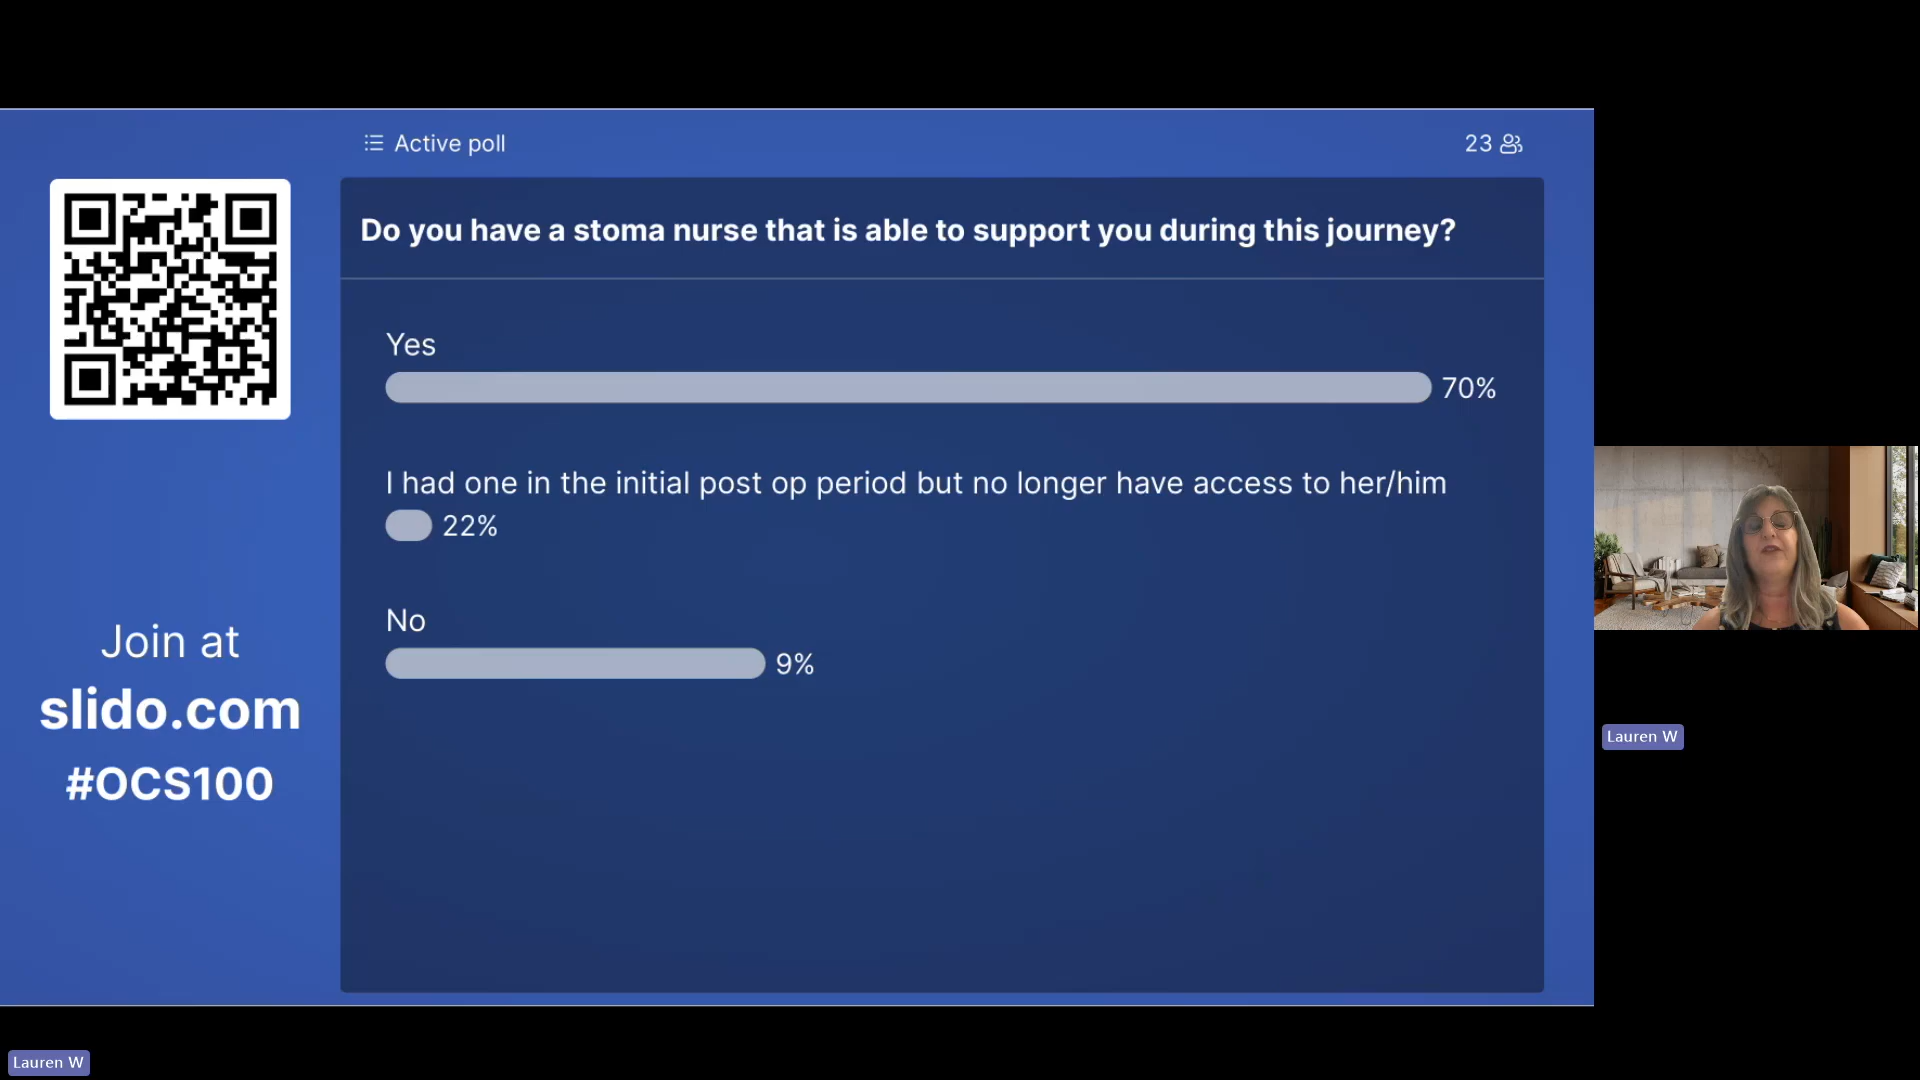 Active poll
23
Do you have a stoma nurse that is able to support you during this journey?
Yes
70%
I had one in the initial post op period but no longer have access to her/him
22%
No
9%
Join at
slido.com
#OCS100
Lauren W
Lauren W